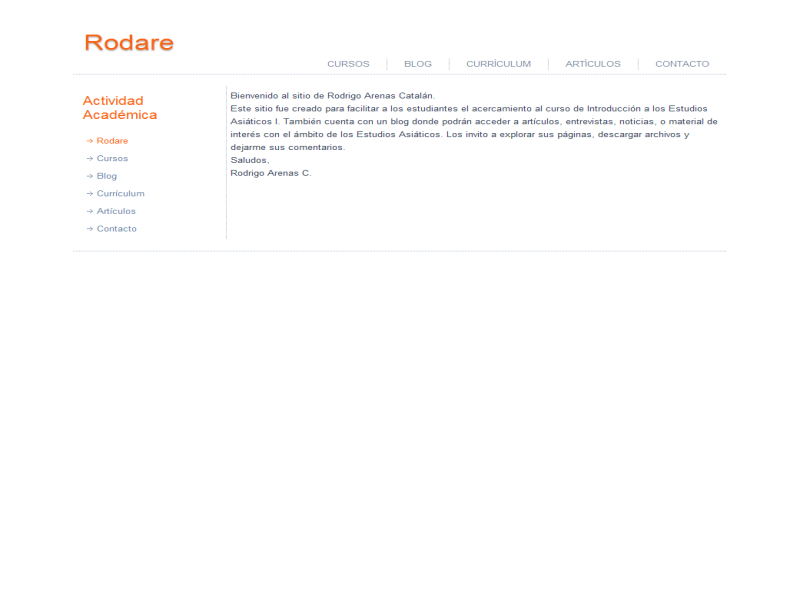 Rodare
CURSOS
BLOG
CURRÍCULUM
ARTÍCULOS
CONTACTO
Actividad
Académica
Rodare
Cursos
Blog
Currículum
Artículos
Contacto
Bienvenido al sitio de Rodrigo Arenas Catalán.
Este sitio fue creado para facilitar a los estudiantes el acercamiento al curso de Introducción a los Estudios
Asiáticos I. También cuenta con un blog donde podrán acceder a artículos, entrevistas, noticias, o material de
interés con el ámbito de los Estudios Asiáticos. Los invito a explorar sus páginas, descargar archivos y
dejarme sus comentarios.
Saludos,
Rodrigo Arenas C.